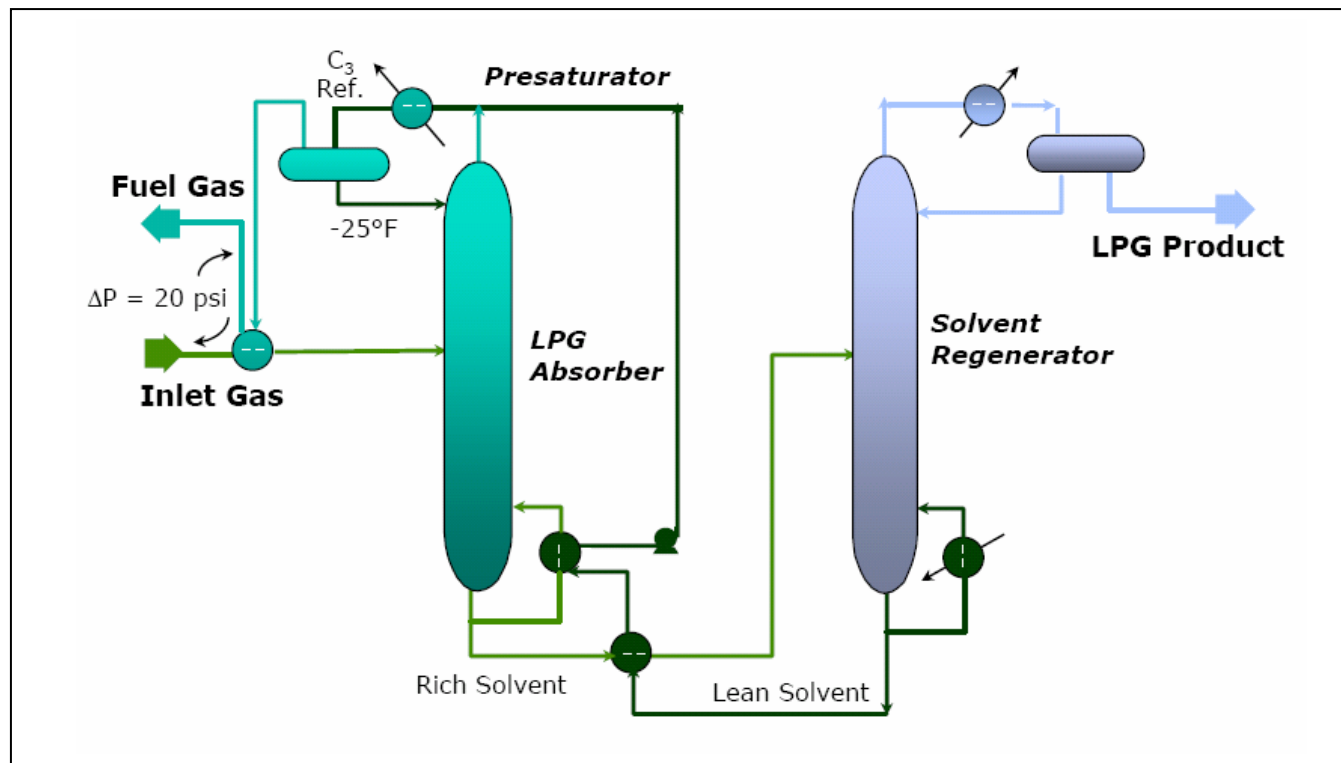 C₃
Ref.
Presaturator
Fuel Gas
-25°F
LPG Product
ΔP = 20 psi
LPG
Absorber
Solvent
Regenerator
Inlet Gas
Rich Solvent
Lean Solvent